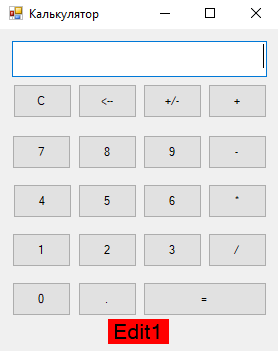 Калькулятор
C <-- +/- +
7 8 9 -
4 5 6 *
1 2 3 /
0 . =
Edit1